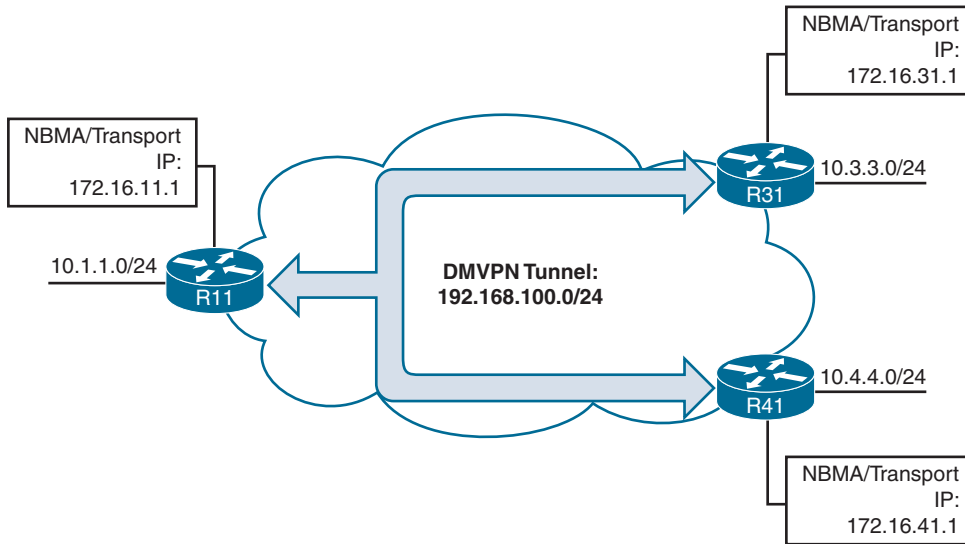 NBMA/Transport
IP:
172.16.31.1
NBMA/Transport
IP:
172.16.11.1
10.3.3.0/24
R31
10.1.1.0/24
R11
DMVPN Tunnel:
192.168.100.0/24
10.4.4.0/24
R41
NBMA/Transport
IP:
172.16.41.1